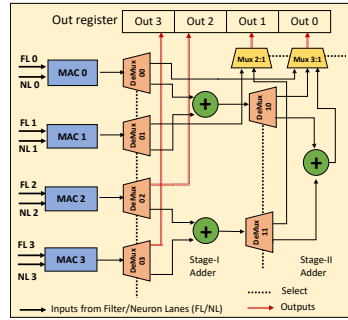 Out register
Out 3
Out 2
Out 1
Out 0
FL 0
NL 0
MAC 0
DeMux
00
Mux 2:1
Mux 3:1
FL 1
NL 1
MAC 1
DeMux
01
DeMux
10
FL 2
NL 2
MAC 2
DeMux
02
FL 3
NL 3
MAC 3
DeMux
03
DeMux
11
Stage-I
Adder
Stage-II
Adder
Select
Inputs from Filter/Neuron Lanes (FL/NL)
Outputs